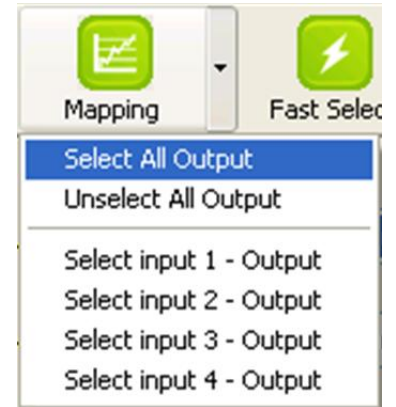 Mapping Fast Selec
Select All Output
Unselect All Output
Select input 1 - Output
Select input 2 - Output
Select input 3 - Output
Select input 4 - Output